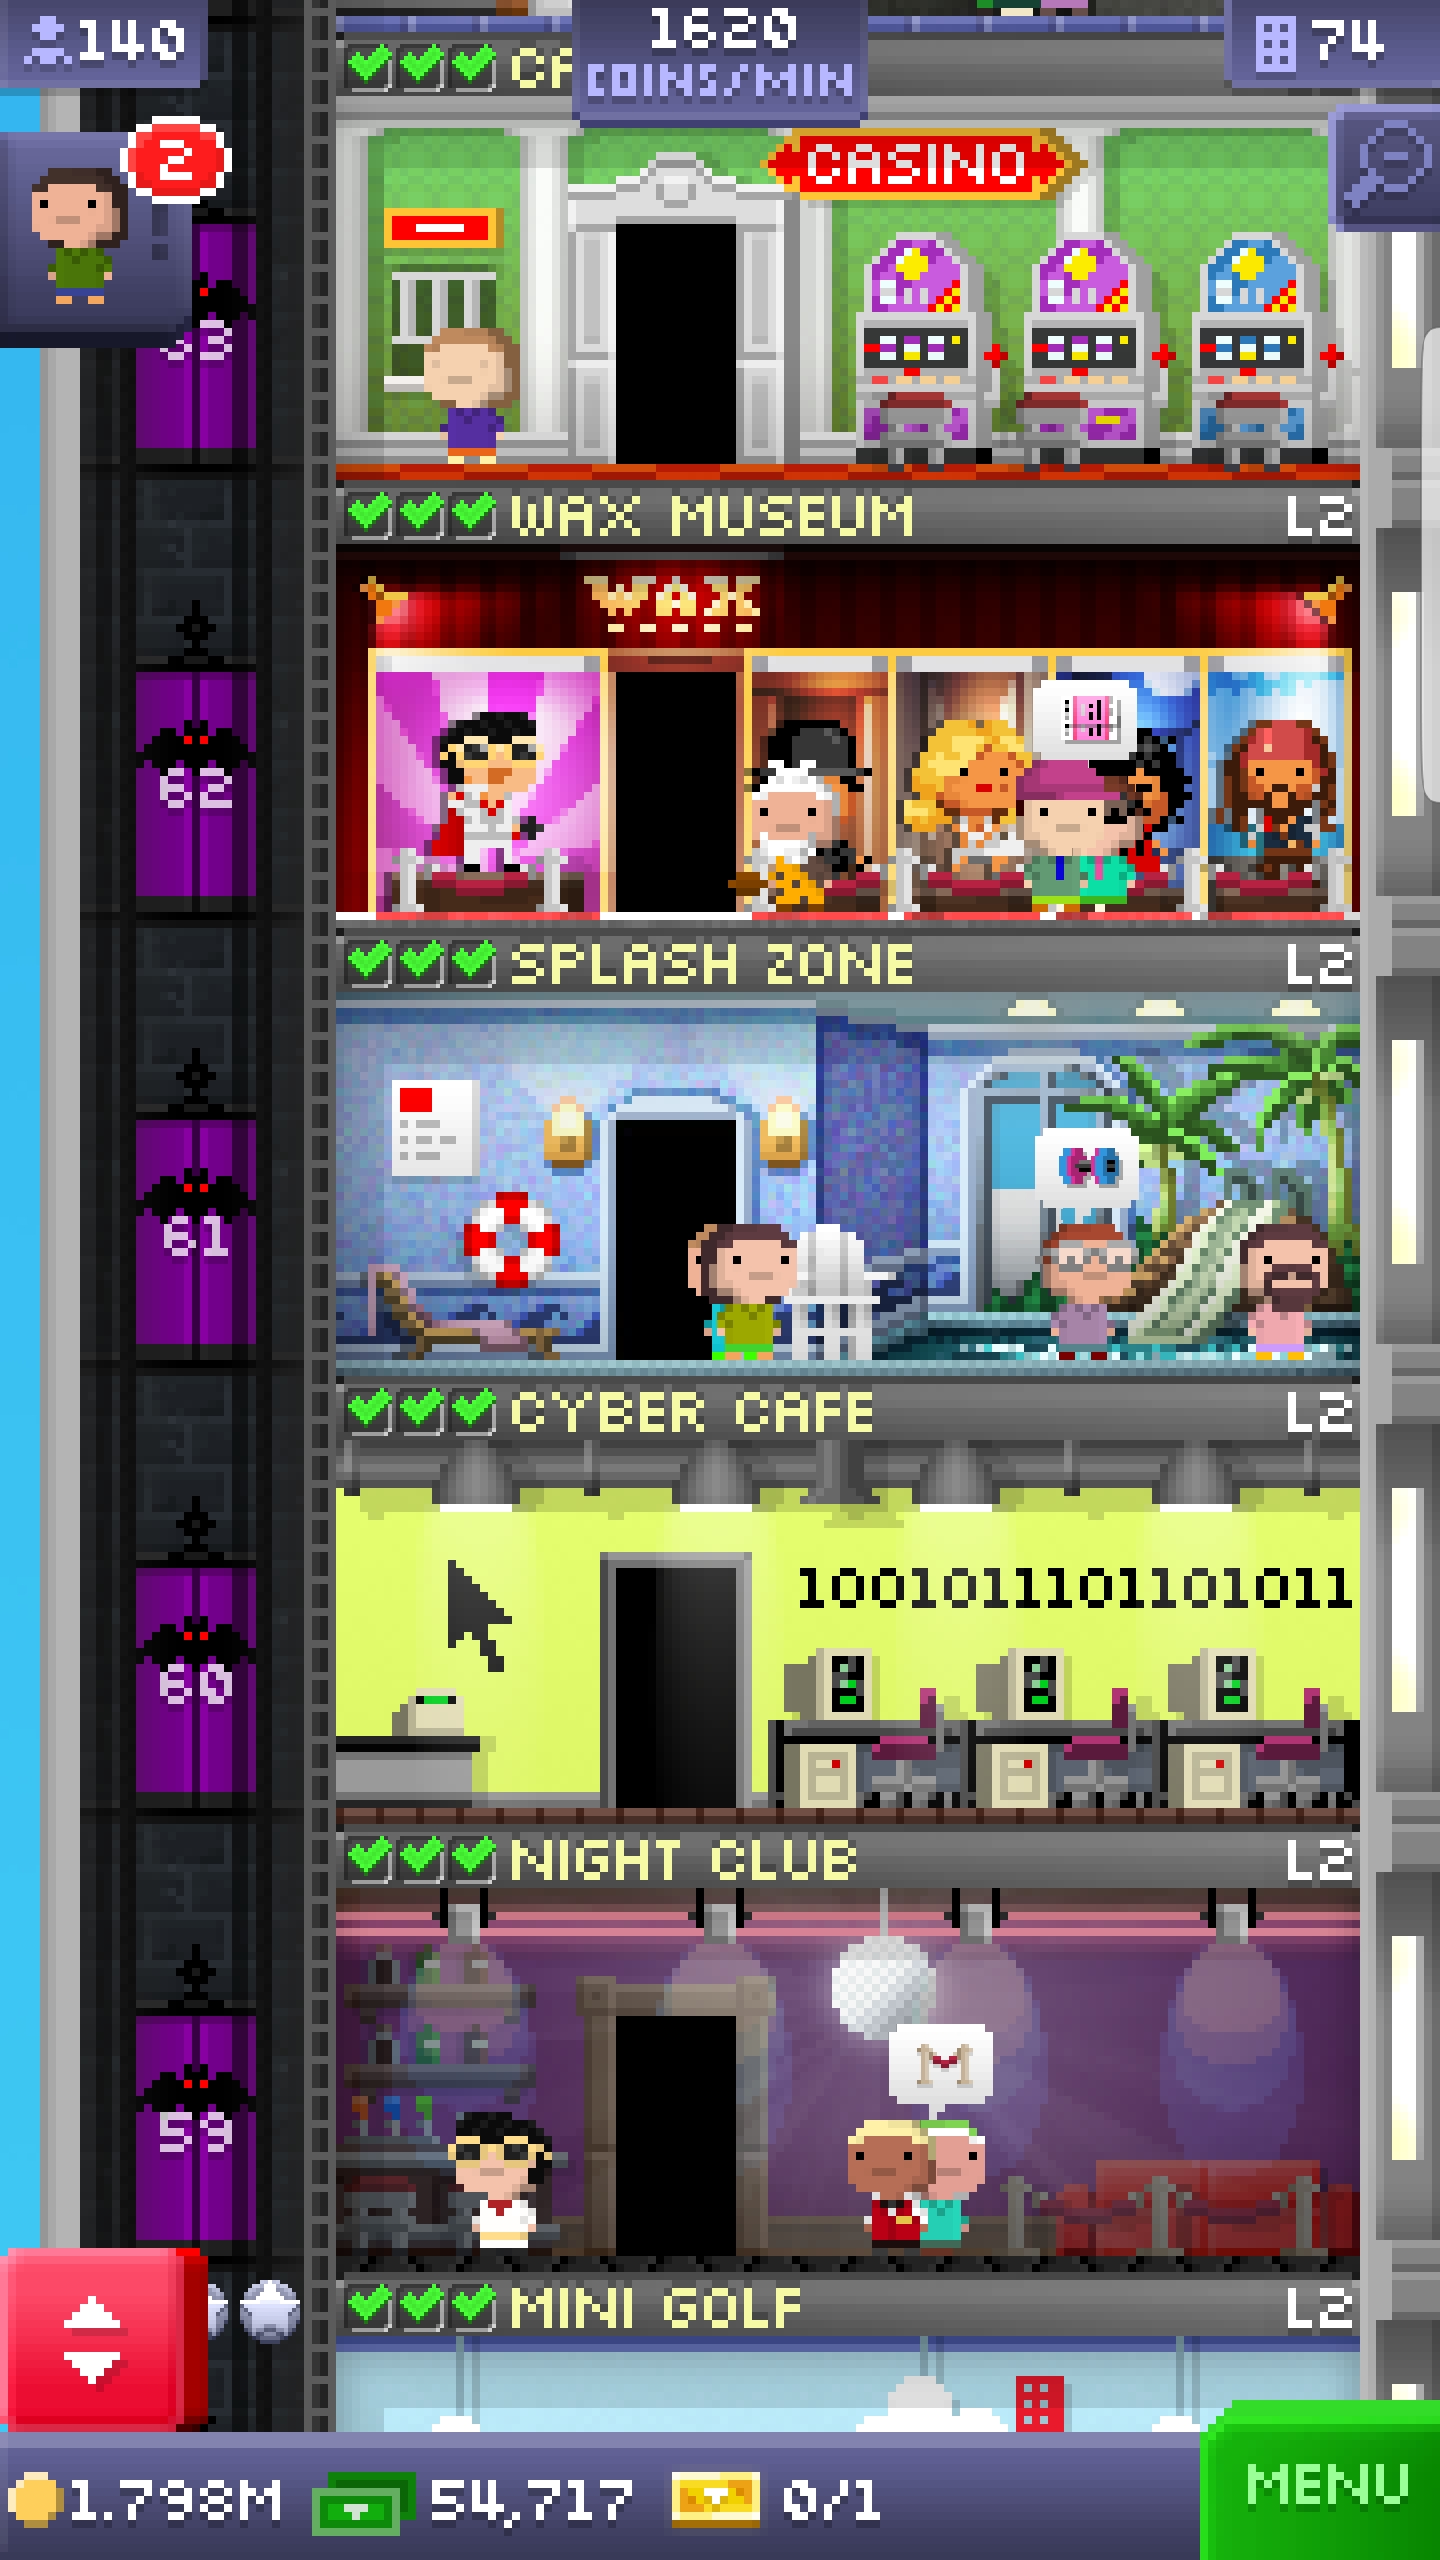 140
1620
COINS/MIN
74
2
CASINO
63
WAX MUSEUM L2
WAX
62
SPLASH ZONE L2
61
CYBER CAFE L2
1001011101101011
60
NIGHT CLUB L2
M
59
MINI GOLF L2
1.798M 54,717 0/1
MENU